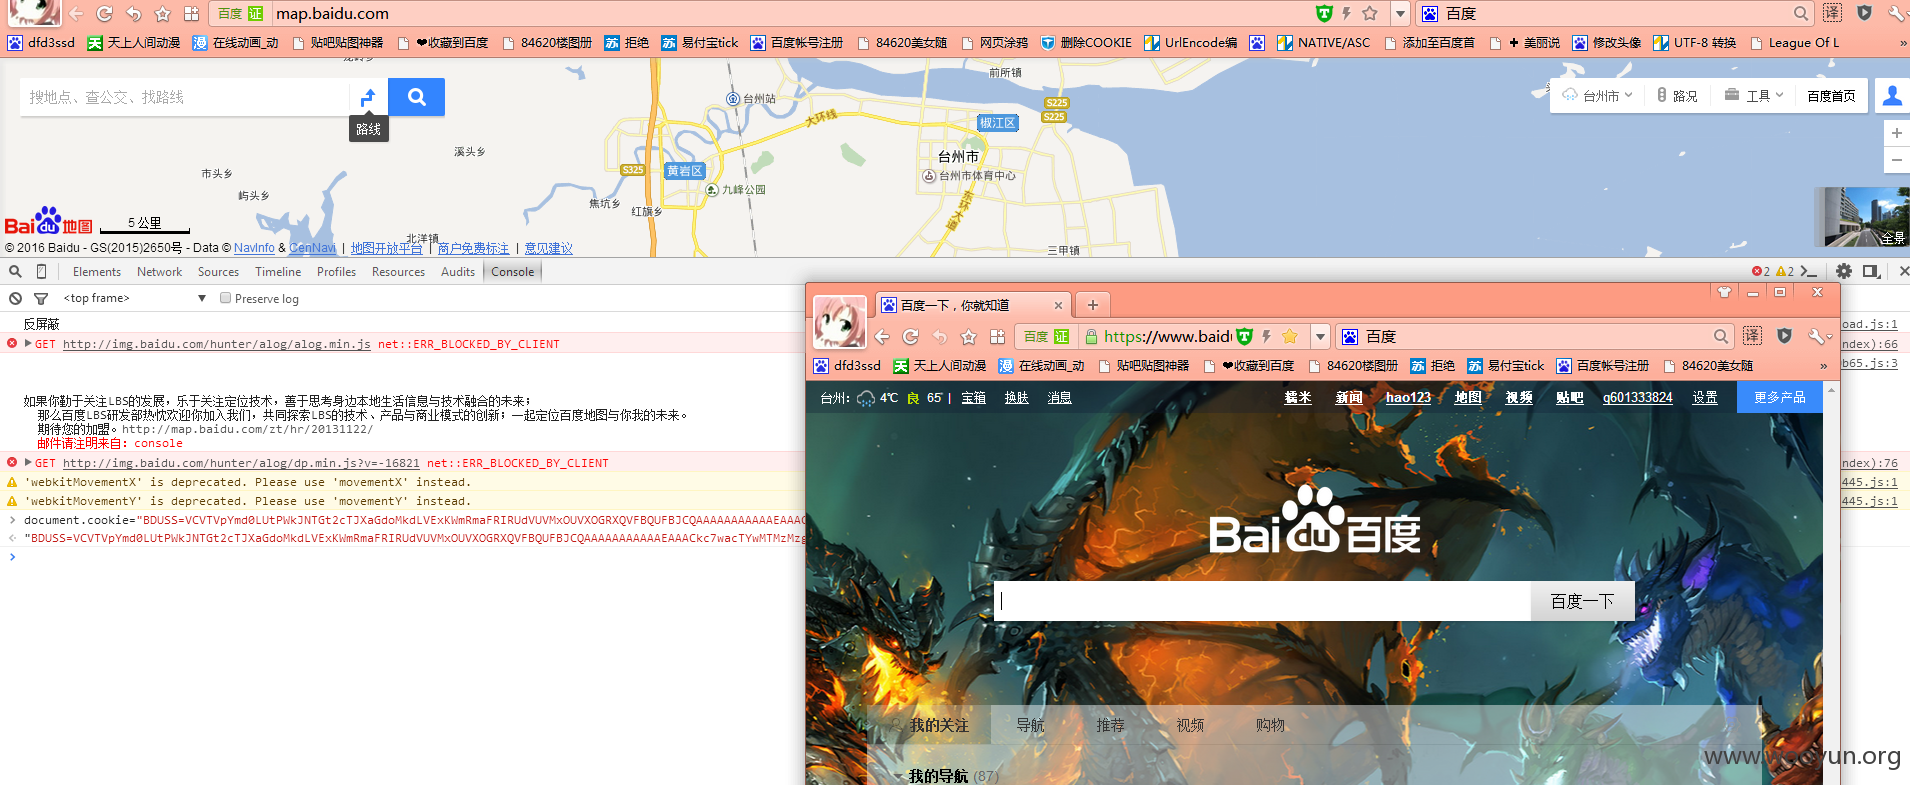 百度 证 map.baidu.com 百度 译
dfd3ssd 天上人间动漫 在线动画_动 贴吧贴图神器 ❤收藏到百度 84620楼图册 拒绝 易付宝tick 百度帐号注册 84620美女随 网页涂鸦 删除COOKIE UrlEncode编 NATIVE/ASC 添加至百度首 ✚ 美丽说 修改头像 UTF-8 转换 League Of L »
前所镇
搜地点、查公交、找路线
路线
台州站
大环线
S225
S225
椒江区
台州市 路况 工具 百度首页
溪头乡
台州市
市头乡
S325
黄岩区
台州市体育中心
屿头乡
九峰公园
焦坑乡
红旗乡
东环大道
北洋镇
三甲镇
Bai du 地图
5 公里
全景
© 2016 Baidu - GS(2015)2650号 - Data © NavInfo & CenNavi | 地图开放平台 | 商户免费标注 | 意见建议
Elements Network Sources Timeline Profiles Resources Audits Console 2 2
<top frame> Preserve log
反屏蔽 oad.js:1
GET http://img.baidu.com/hunter/alog/alog.min.js net::ERR_BLOCKED_BY_CLIENT ndex):66
b65.js:3
如果你勤于关注LBS的发展，乐于关注定位技术，善于思考身边本地生活信息与技术融合的未来；
那么百度LBS研发部热忱欢迎你加入我们，共同探索LBS的技术、产品与商业模式的创新；一起定位百度地图与你我的未来。
期待您的加盟。http://map.baidu.com/zt/hr/20131122/
邮件请注明来自: console
GET http://img.baidu.com/hunter/alog/dp.min.js?v=-16821 net::ERR_BLOCKED_BY_CLIENT ndex):76
'webkitMovementX' is deprecated. Please use 'movementX' instead. 445.js:1
'webkitMovementY' is deprecated. Please use 'movementY' instead. 445.js:1
百度一下，你就知道
百度 证 https://www.baidu 百度 译
dfd3ssd 天上人间动漫 在线动画_动 贴吧贴图神器 ❤收藏到百度 84620楼图册 拒绝 易付宝tick 百度帐号注册 84620美女随 »
台州: 4℃ 良 65 | 宝箱 换肤 消息 糯米 新闻 hao123 地图 视频 贴吧 q601333824 设置 更多产品
Bai du 百度
百度一下
我的关注 导航 推荐 视频 购物
我的导航 (87)
www.wooyun.org